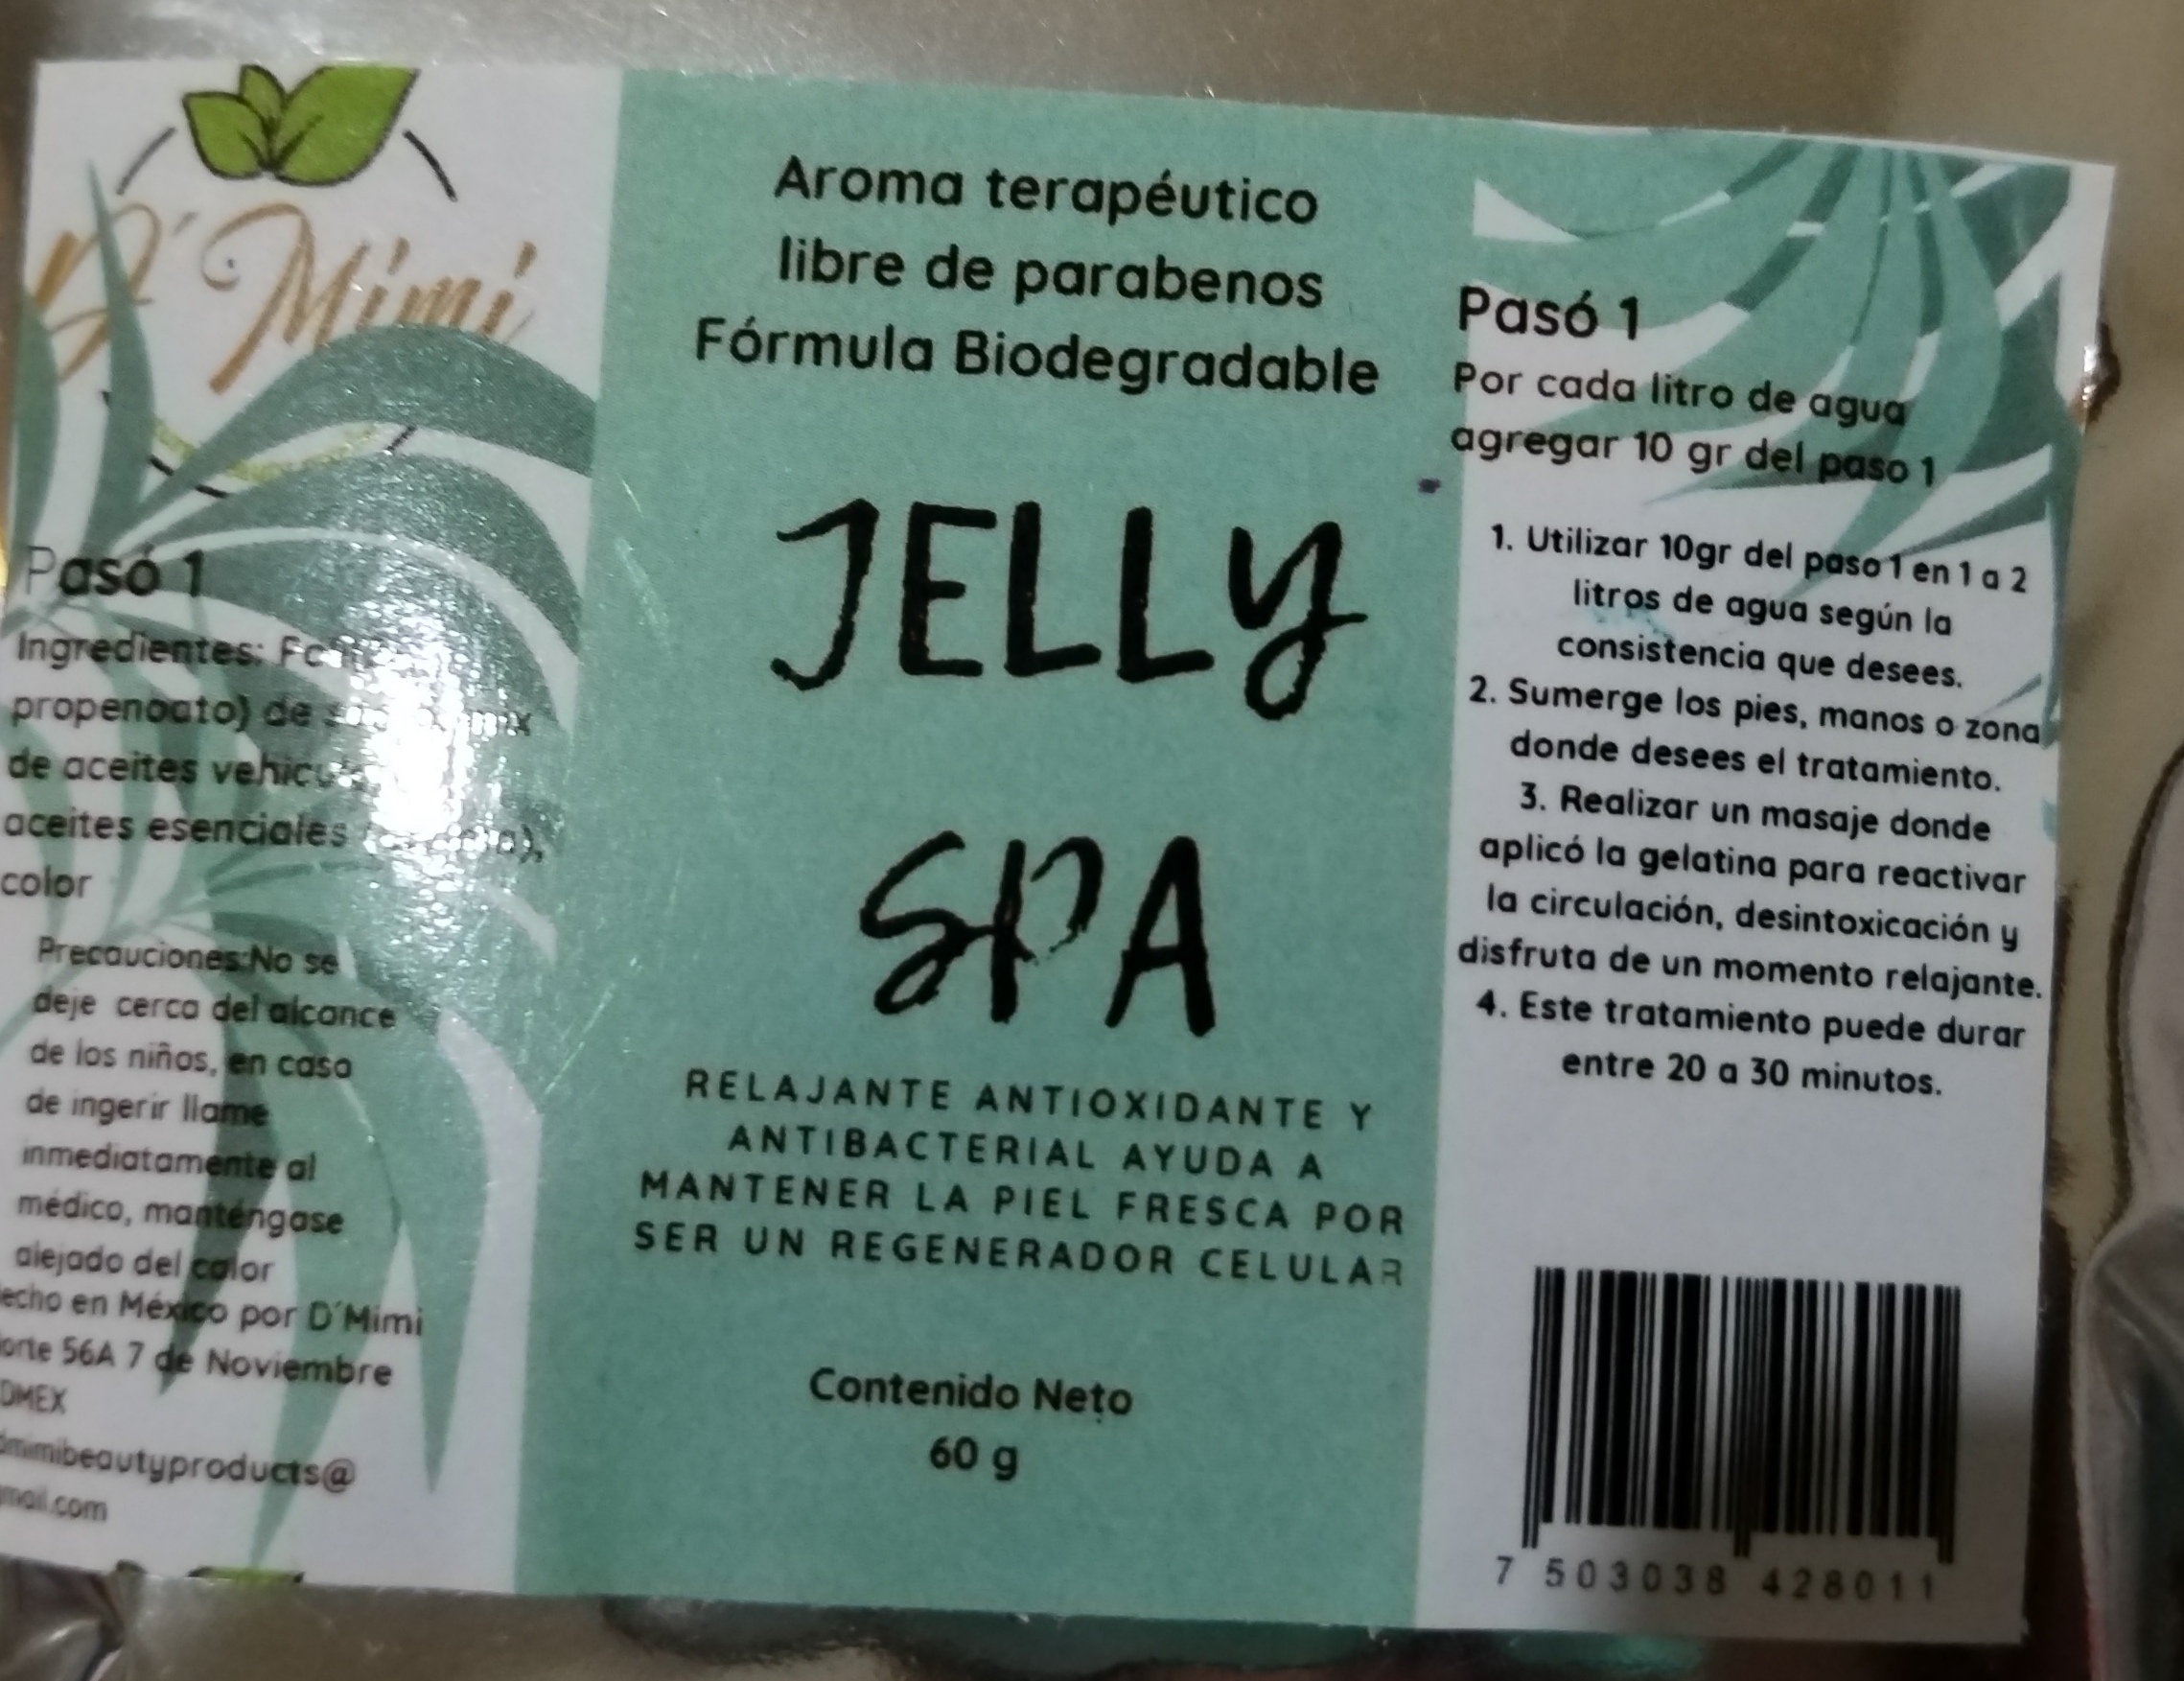 D´Mimi
Pasó 1
Ingredientes:
propenoato) de
de aceites
aceites esenciales
color
Precauciones:No se
deje cerca del alcance
de los niños, en caso
de ingerir llame
inmediatamente al
médico, manténgase
alejado del calor
echo en México por D´Mimi
orte 56A 7 de Noviembre
DMEX
dmimibeautyproducts@
mail.com
Aroma terapéutico
libre de parabenos
Fórmula Biodegradable
JELLY
SPA
RELAJANTE ANTIOXIDANTE Y
ANTIBACTERIAL AYUDA A
MANTENER LA PIEL FRESCA POR
SER UN REGENERADOR CELULAR
Contenido Neto
60 g
Pasó 1
Por cada litro de agua
agregar 10 gr del paso 1
1. Utilizar 10gr del paso 1 en 1 a 2
litros de agua según la
consistencia que desees.
2. Sumerge los pies, manos o zona
donde desees el tratamiento.
3. Realizar un masaje donde
aplicó la gelatina para reactivar
la circulación, desintoxicación y
disfruta de un momento relajante.
4. Este tratamiento puede durar
entre 20 a 30 minutos.
7 503038 428011